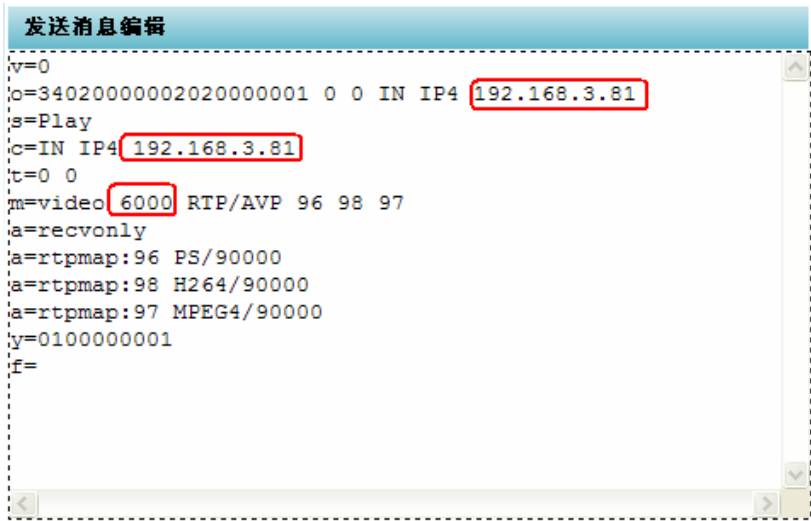 发送消息编辑
v=0
o=34020000002020000001 0 0 IN IP4 192.168.3.81
s=Play
c=IN IP4 192.168.3.81
t=0 0
m=video 6000 RTP/AVP 96 98 97
a=recvonly
a=rtpmap:96 PS/90000
a=rtpmap:98 H264/90000
a=rtpmap:97 MPEG4/90000
y=0100000001
f=